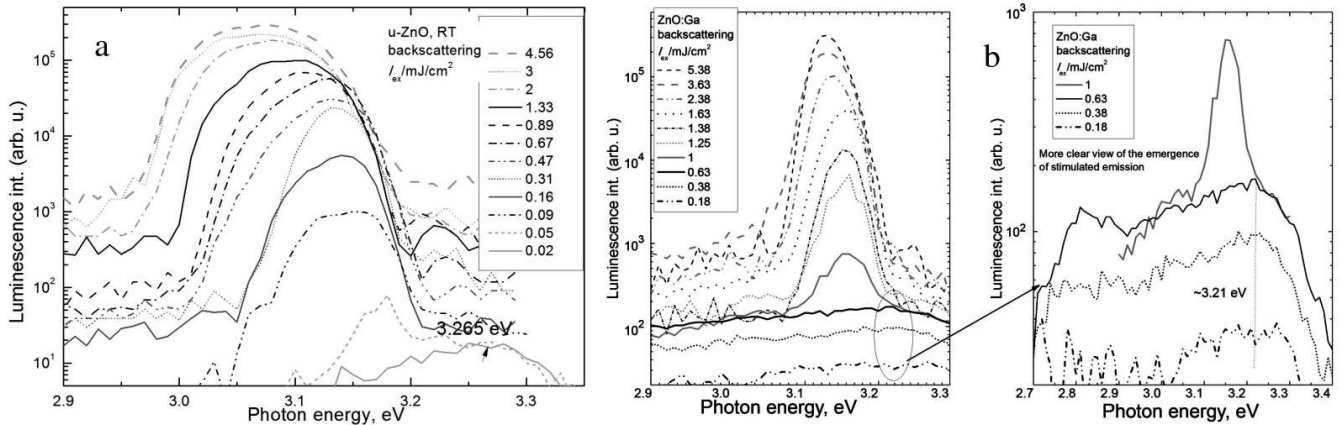 a
u-ZnO, RT
backscattering
I_ex/mJ/cm²
4.56
3
2
1.33
0.89
0.67
0.47
0.31
0.16
0.09
0.05
0.02
3.265 eV
10⁵
10⁴
10³
10²
10¹
Luminescence int. (arb. u.)
2.9
3.0
3.1
3.2
3.3
Photon energy, eV
ZnO:Ga
backscattering
I_ex/mJ/cm²
5.38
3.63
2.38
1.63
1.38
1.25
1
0.63
0.38
0.18
10⁵
10⁴
10³
10²
Luminescence int. (arb. u.)
2.9
3.0
3.1
3.2
3.3
Photon energy, eV
b
ZnO:Ga
backscattering
I_ex/mJ/cm²
1
0.63
0.38
0.18
More clear view of the emergence
of stimulated emission
~3.21 eV
10³
10²
Luminescence int. (arb. u.)
2.7
3.0
3.1
3.2
3.3
3.4
Photon energy, eV